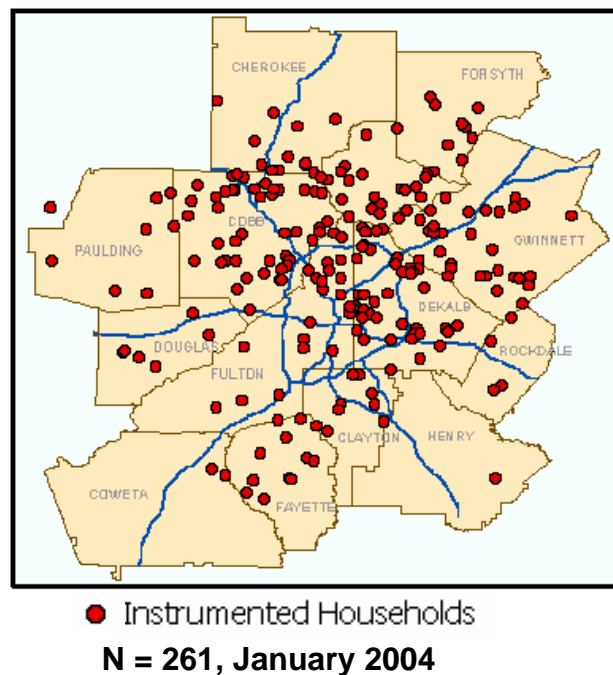 CHEROKEE
FORSYTH
COBB
GWINNETT
PAULDING
DEKALB
DOUGLAS
ROCKDALE
FULTON
CLAYTON
HENRY
COWETA
FAYETTE
Instrumented Households
N = 261, January 2004